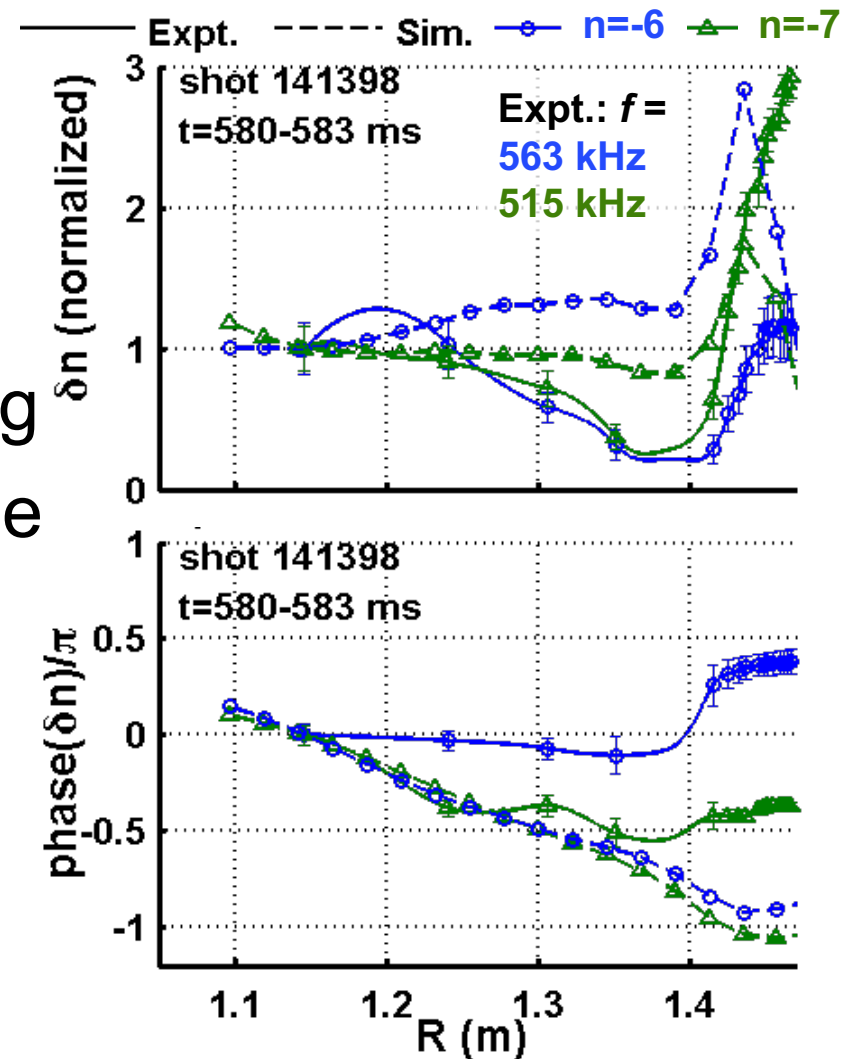 Expt. Sim. n=-6 n=-7
3
shot 141398
t=580-583 ms
Expt.: f =
563 kHz
515 kHz
2
1
0
δn (normalized)
g
e
1
shot 141398
t=580-583 ms
0.5
0
-0.5
-1
phase(δn)/π
1.1 1.2 1.3 1.4
R (m)